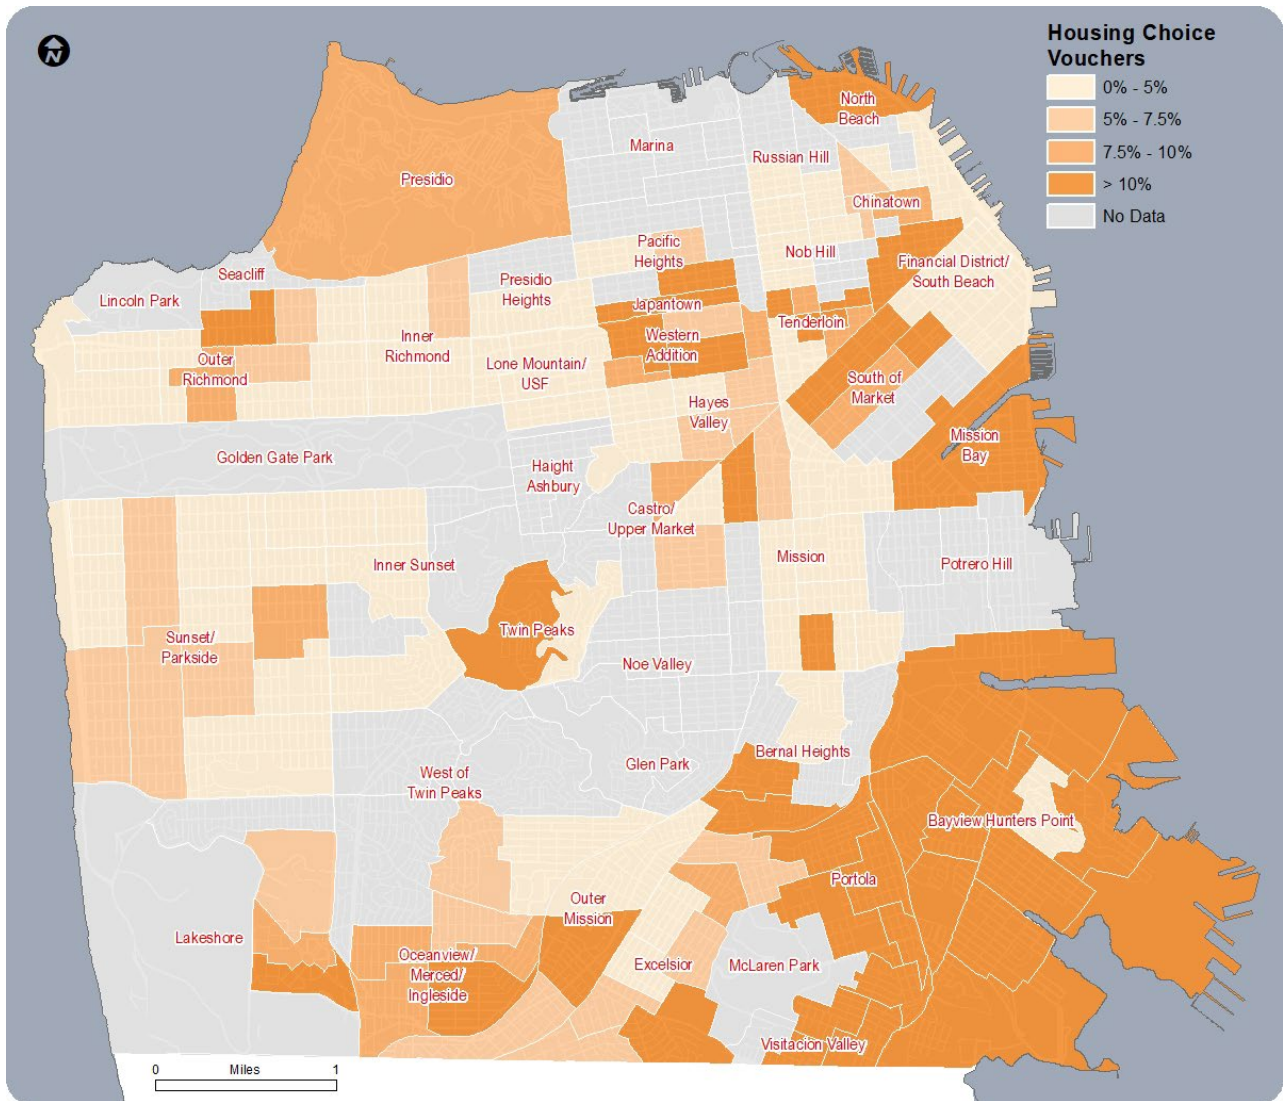 N
Housing Choice
Vouchers
0% - 5%
5% - 7.5%
7.5% - 10%
> 10%
No Data
North
Beach
Marina
Russian Hill
Presidio
Chinatown
Pacific
Heights
Nob Hill
Financial District/
South Beach
Seacliff
Lincoln Park
Presidio
Heights
Japantown
Tenderloin
Inner
Richmond
Western
Addition
Outer
Richmond
Lone Mountain/
USF
South of
Market
Hayes
Valley
Mission
Bay
Golden Gate Park
Haight
Ashbury
Castro/
Upper Market
Inner Sunset
Mission
Potrero Hill
Twin Peaks
Sunset/
Parkside
Noe Valley
Bernal Heights
Glen Park
West of
Twin Peaks
Bayview Hunters Point
Portola
Outer
Mission
Lakeshore
Oceanview/
Merced/
Ingleside
Excelsior
McLaren Park
Visitacion Valley
0 Miles 1